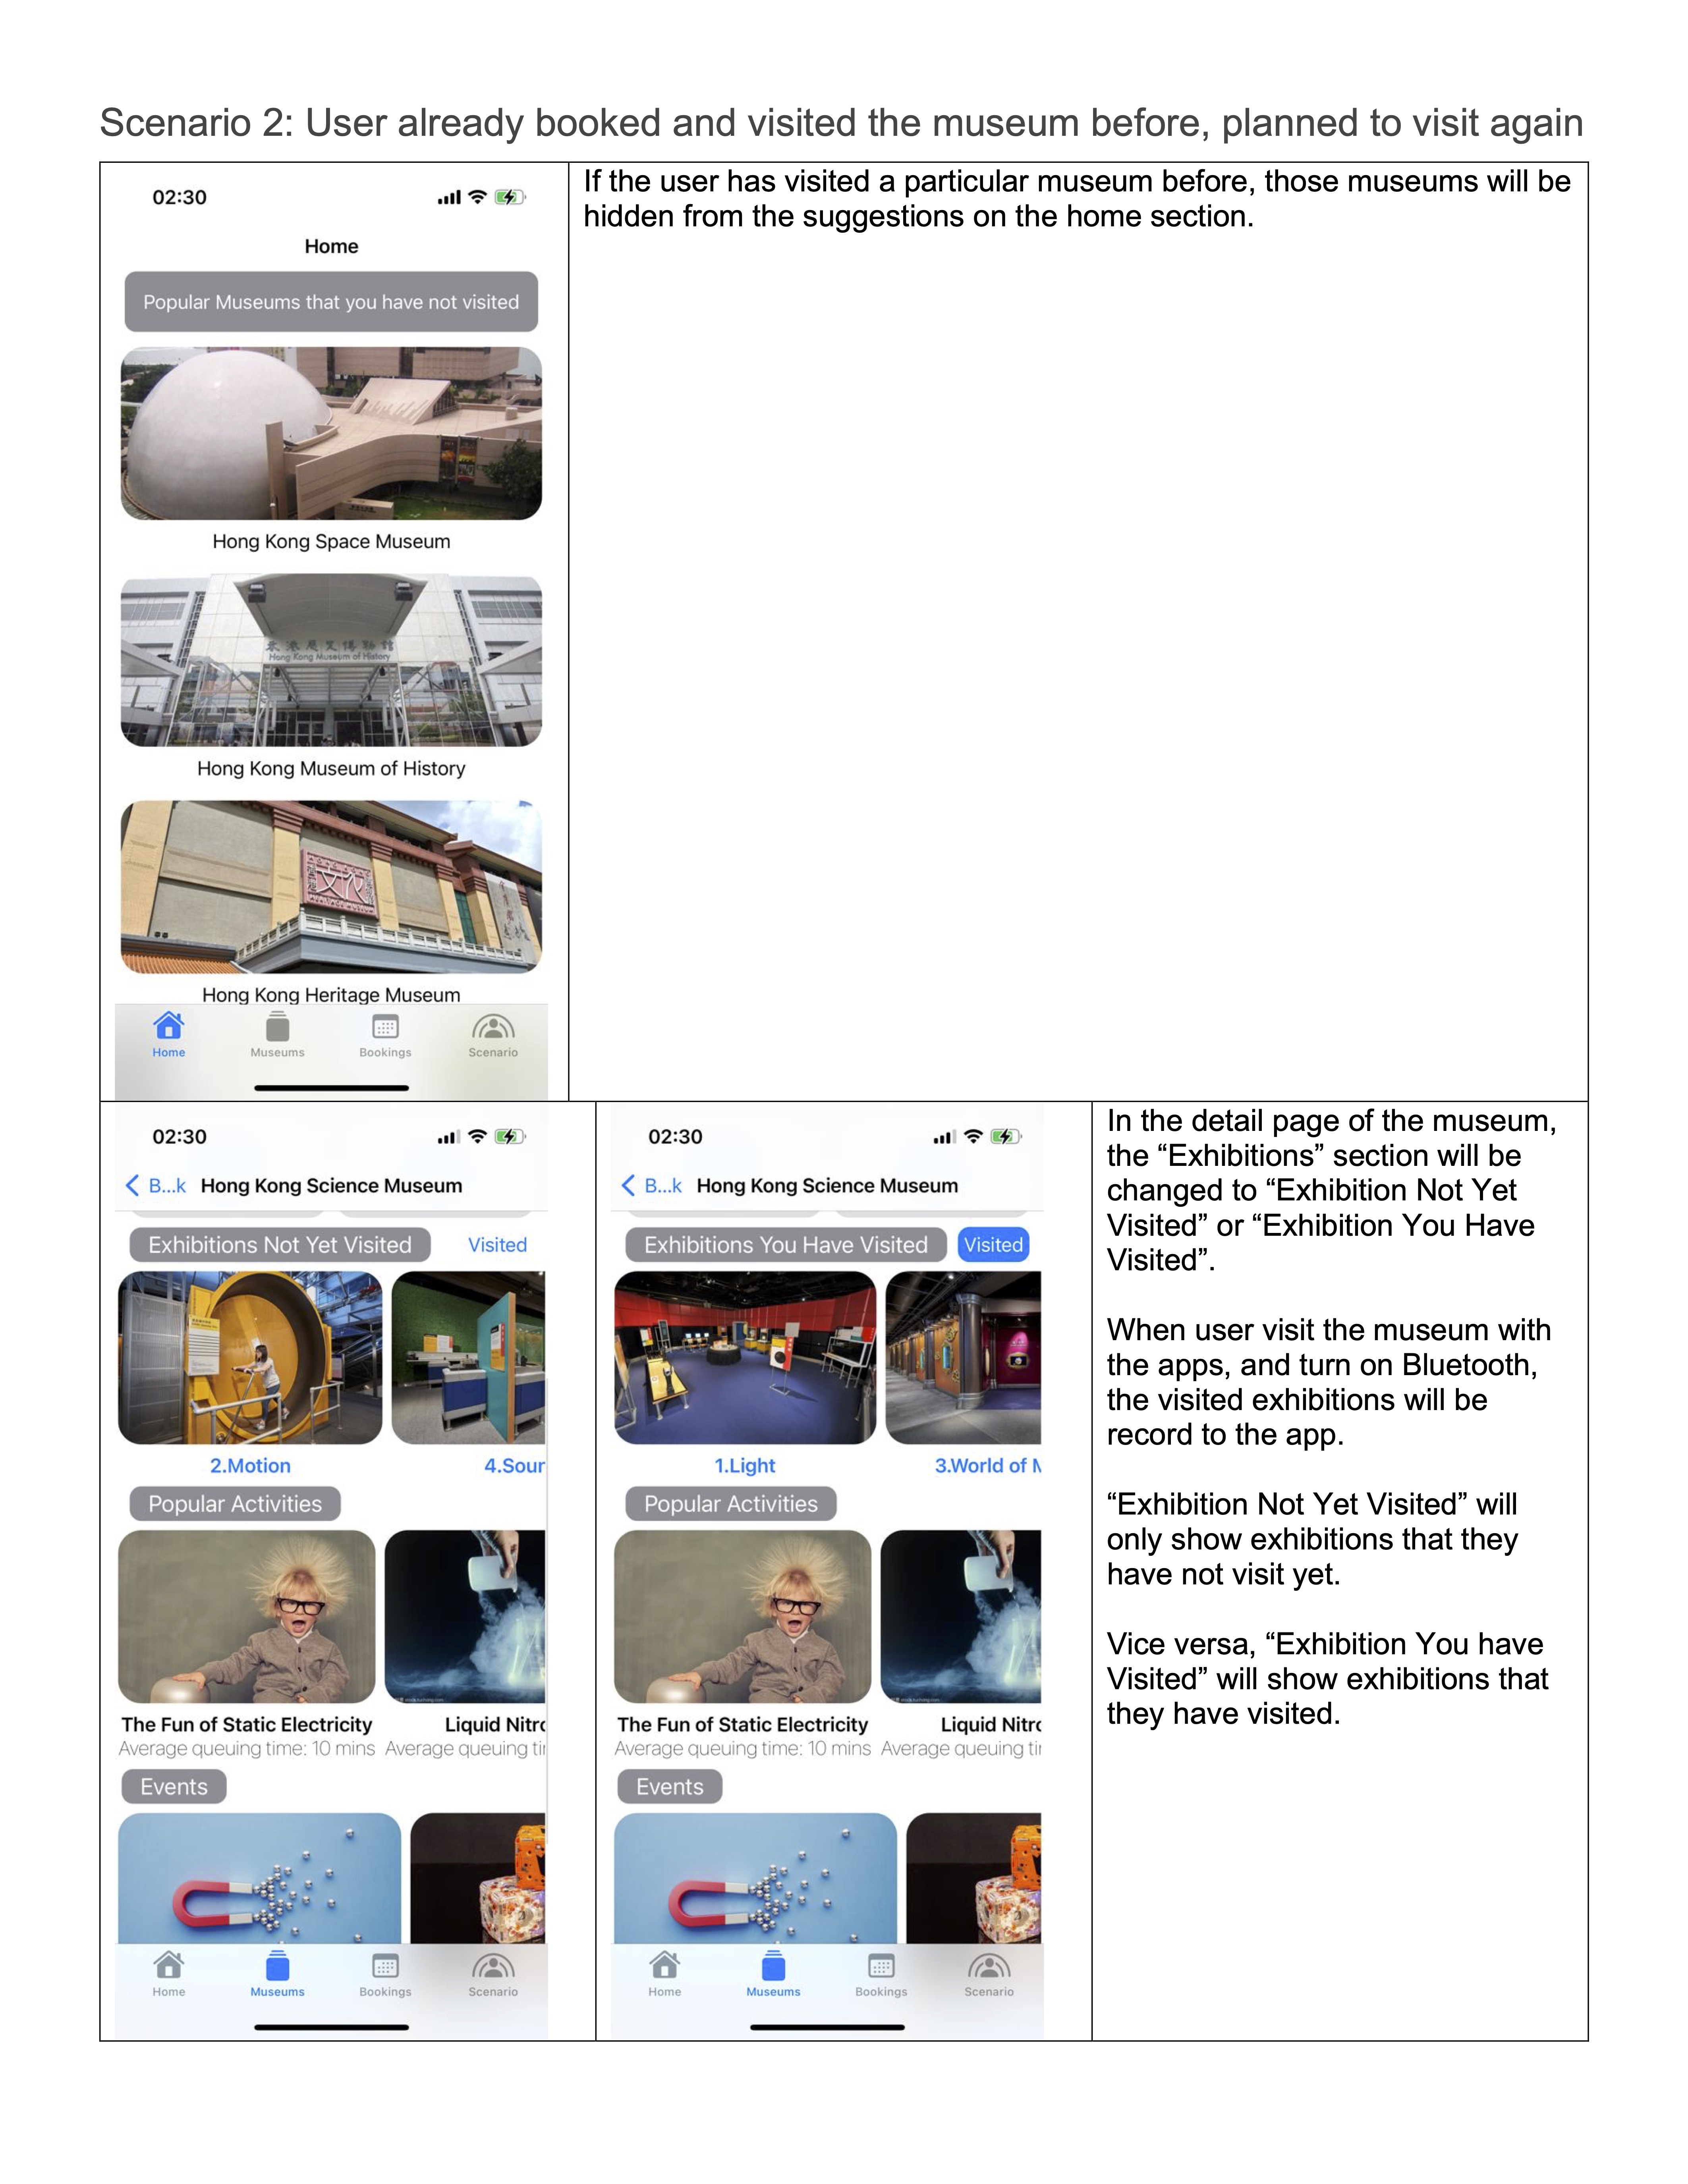 Scenario 2: User already booked and visited the museum before, planned to visit again
02:30
Home
Popular Museums that you have not visited
Hong Kong Space Museum
Hong Kong Museum of History
Hong Kong Museum of History
Hong Kong Heritage Museum
Home Museums Bookings Scenario
If the user has visited a particular museum before, those museums will be
hidden from the suggestions on the home section.
02:30
B...k Hong Kong Science Museum
Exhibitions Not Yet Visited Visited
2.Motion 4.Sour
Popular Activities
The Fun of Static Electricity Liquid Nitro
Average queuing time: 10 mins Average queuing ti
Events
Home Museums Bookings Scenario
02:30
B...k Hong Kong Science Museum
Exhibitions You Have Visited Visited
1.Light 3.World of M
Popular Activities
The Fun of Static Electricity Liquid Nitro
Average queuing time: 10 mins Average queuing ti
Events
Home Museums Bookings Scenario
In the detail page of the museum,
the “Exhibitions” section will be
changed to “Exhibition Not Yet
Visited” or “Exhibition You Have
Visited”.
When user visit the museum with
the apps, and turn on Bluetooth,
the visited exhibitions will be
record to the app.
“Exhibition Not Yet Visited” will
only show exhibitions that they
have not visit yet.
Vice versa, “Exhibition You have
Visited” will show exhibitions that
they have visited.